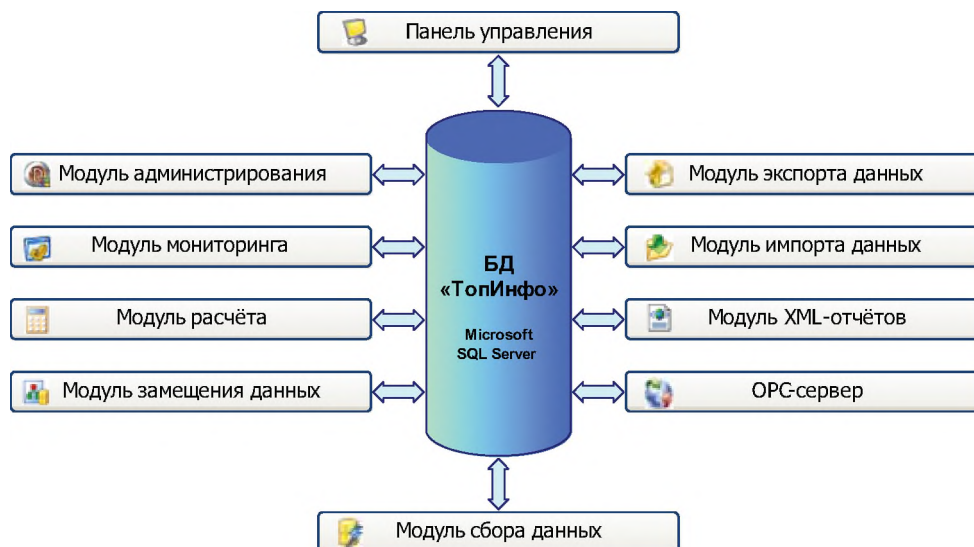 Панель управления
Модуль администрирования
Модуль экспорта данных
Модуль мониторинга
Модуль импорта данных
БД
«ТопИнфо»
Microsoft
SQL Server
Модуль расчёта
Модуль XML-отчётов
Модуль замещения данных
OPC-сервер
Модуль сбора данных